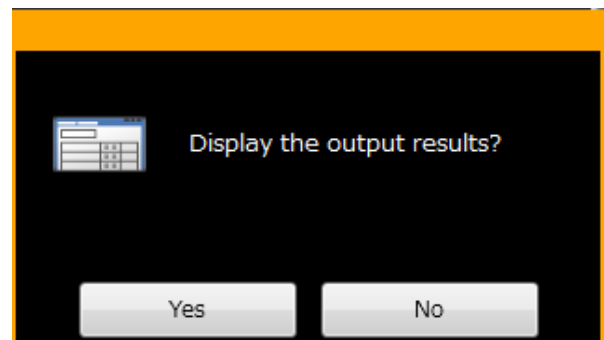 Display the output results?
Yes
No